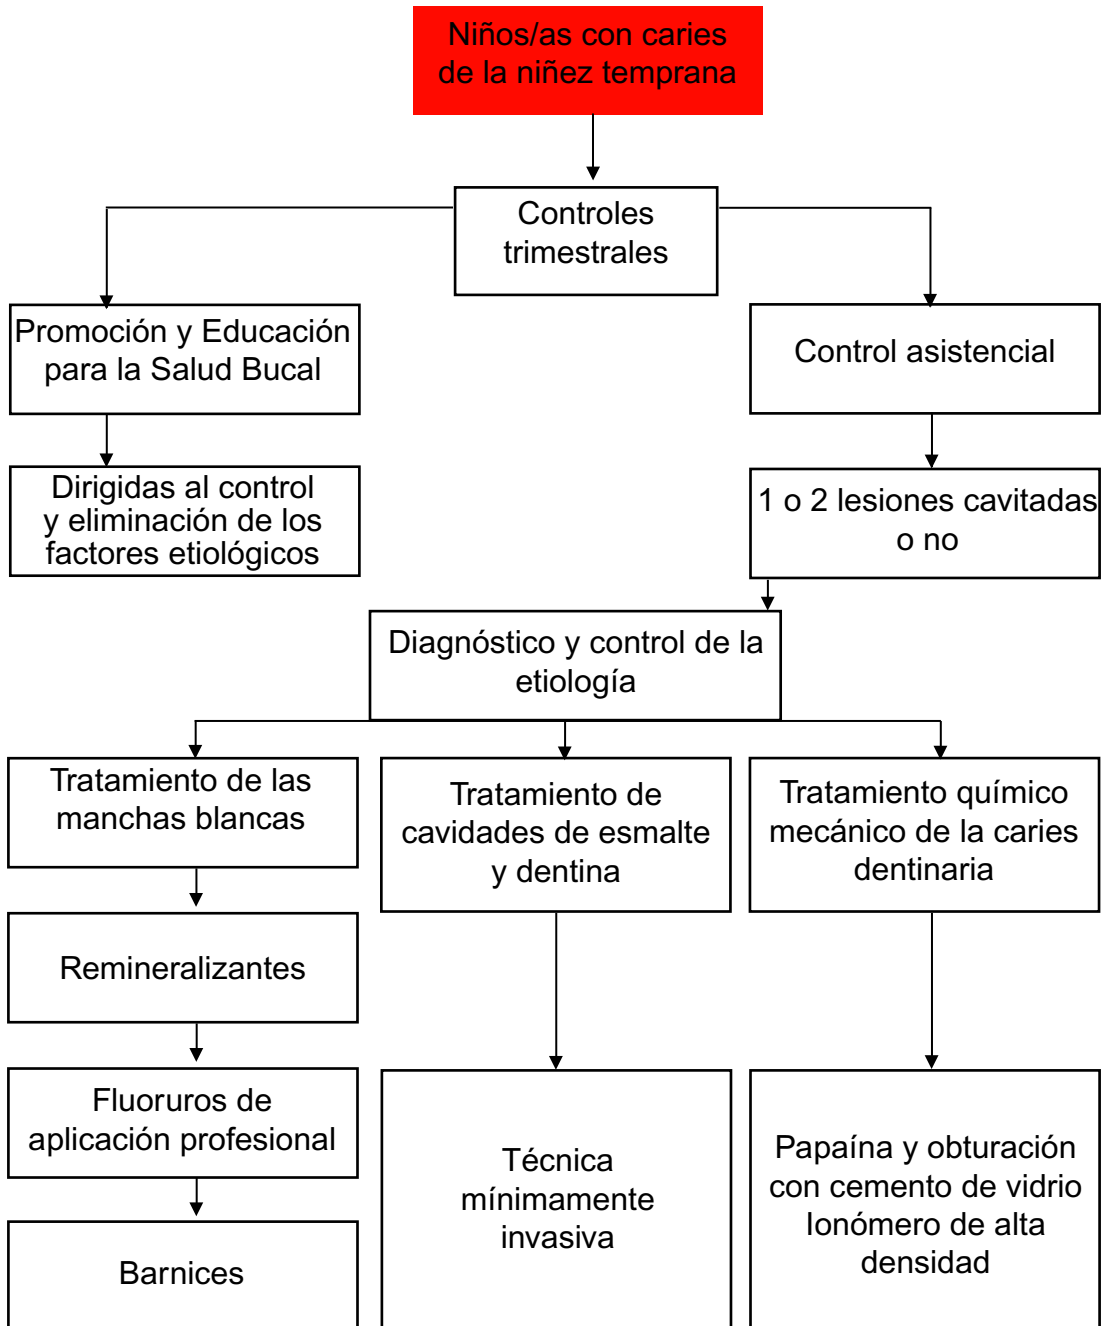 Niños/as con caries
de la niñez temprana
Controles
trimestrales
Promoción y Educación
para la Salud Bucal
Control asistencial
Dirigidas al control
y eliminación de los
factores etiológicos
1 o 2 lesiones cavitadas
o no
Diagnóstico y control de la
etiología
Tratamiento de las
manchas blancas
Tratamiento de
cavidades de esmalte
y dentina
Tratamiento químico
mecánico de la caries
dentinaria
Remineralizantes
Fluoruros de
aplicación profesional
Barnices
Técnica
mínimamente
invasiva
Papaína y obturación
con cemento de vidrio
Ionómero de alta
densidad